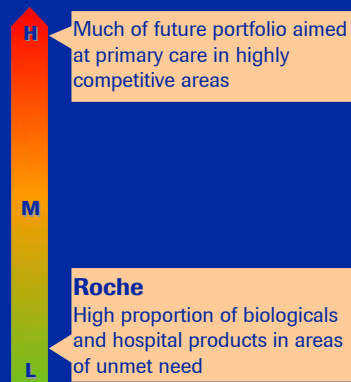 H
Much of future portfolio aimed
at primary care in highly
competitive areas
M
Roche
High proportion of biologicals
and hospital products in areas
of unmet need
L